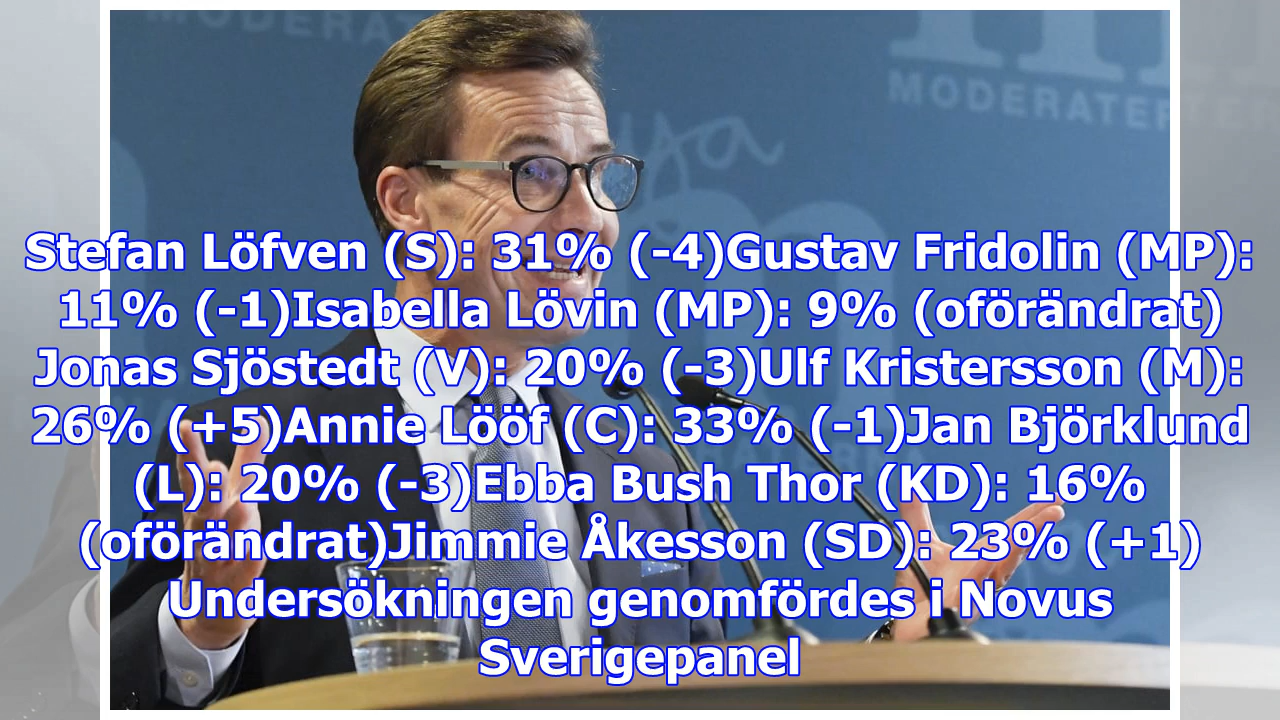 MODERATERNA
MODERATERNA
nya
m
Stefan Löfven (S): 31% (-4)Gustav Fridolin (MP):
11% (-1)Isabella Lövin (MP): 9% (oförändrat)
Jonas Sjöstedt (V): 20% (-3)Ulf Kristersson (M):
26% (+5)Annie Lööf (C): 33% (-1)Jan Björklund
(L): 20% (-3)Ebba Bush Thor (KD): 16%
(oförändrat)Jimmie Åkesson (SD): 23% (+1)
Undersökningen genomfördes i Novus
Sverigepanel